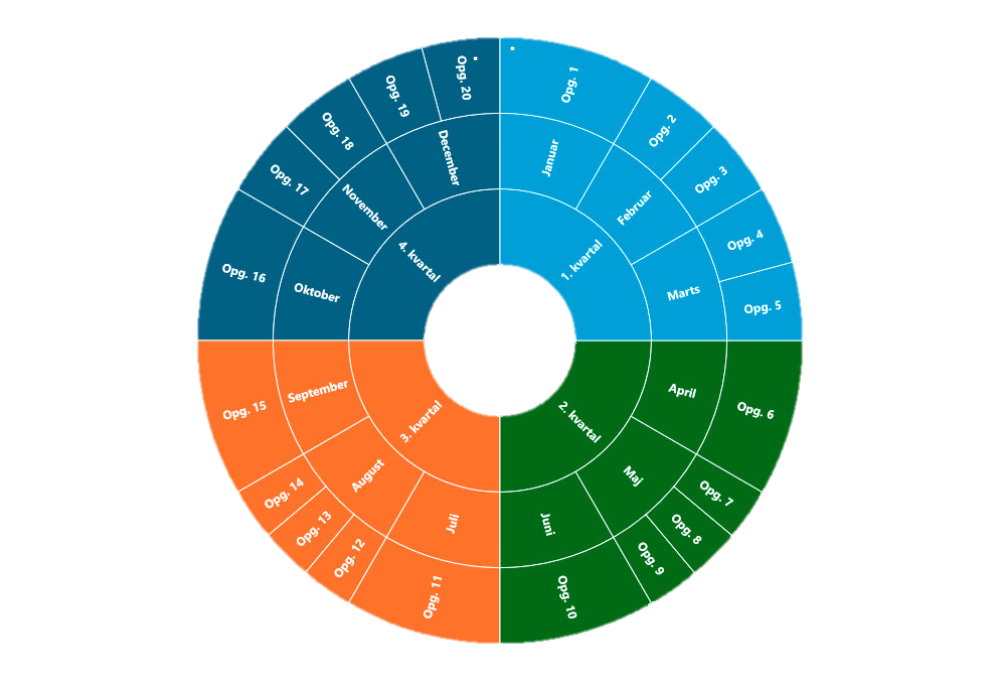 1. kvartal
Januar
Opg. 1
Februar
Opg. 2
Opg. 3
Marts
Opg. 4
Opg. 5
2. kvartal
April
Opg. 6
Maj
Opg. 7
Opg. 8
Opg. 9
Juni
Opg. 10
3. kvartal
Juli
Opg. 11
August
Opg. 12
Opg. 13
Opg. 14
September
Opg. 15
4. kvartal
Oktober
Opg. 16
November
Opg. 17
Opg. 18
December
Opg. 19
Opg. 20